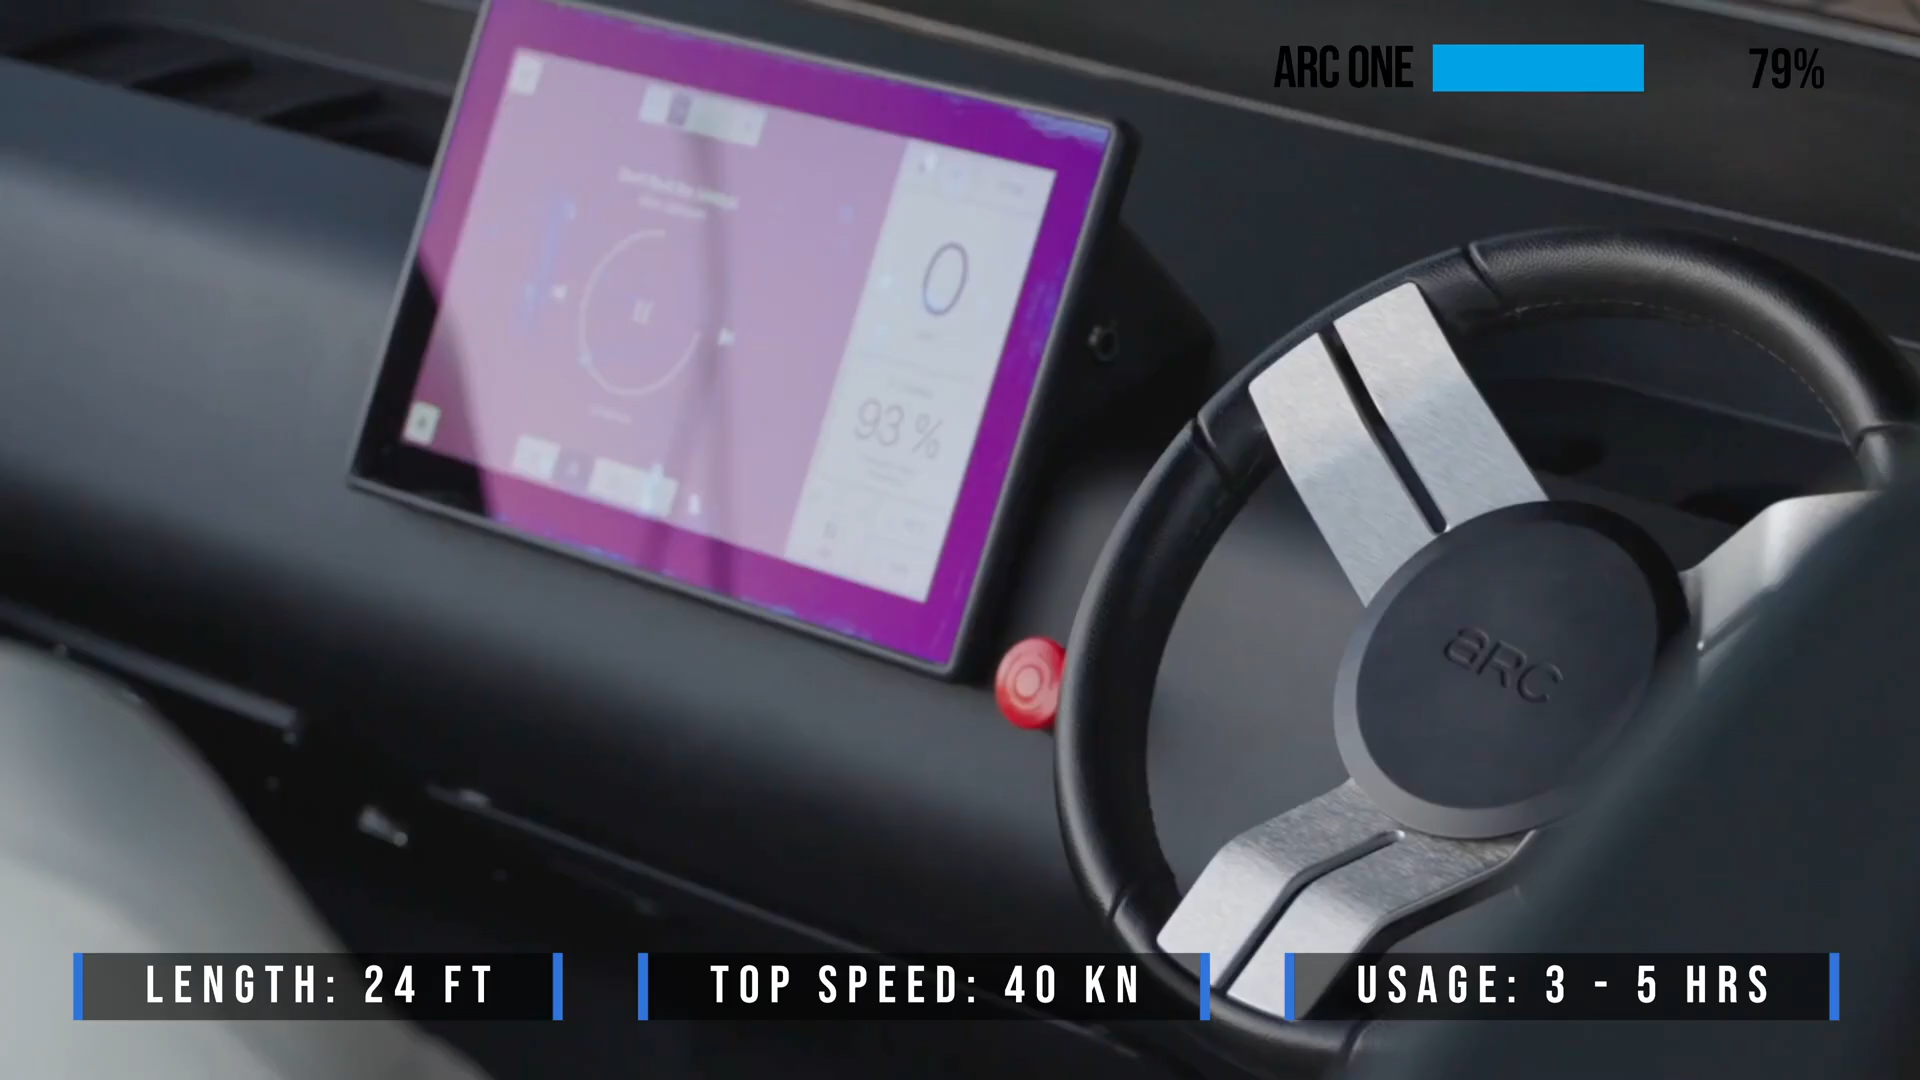 ARC ONE 79%
0
93 %
aRC
LENGTH: 24 FT
TOP SPEED: 40 KN
USAGE: 3 - 5 HRS